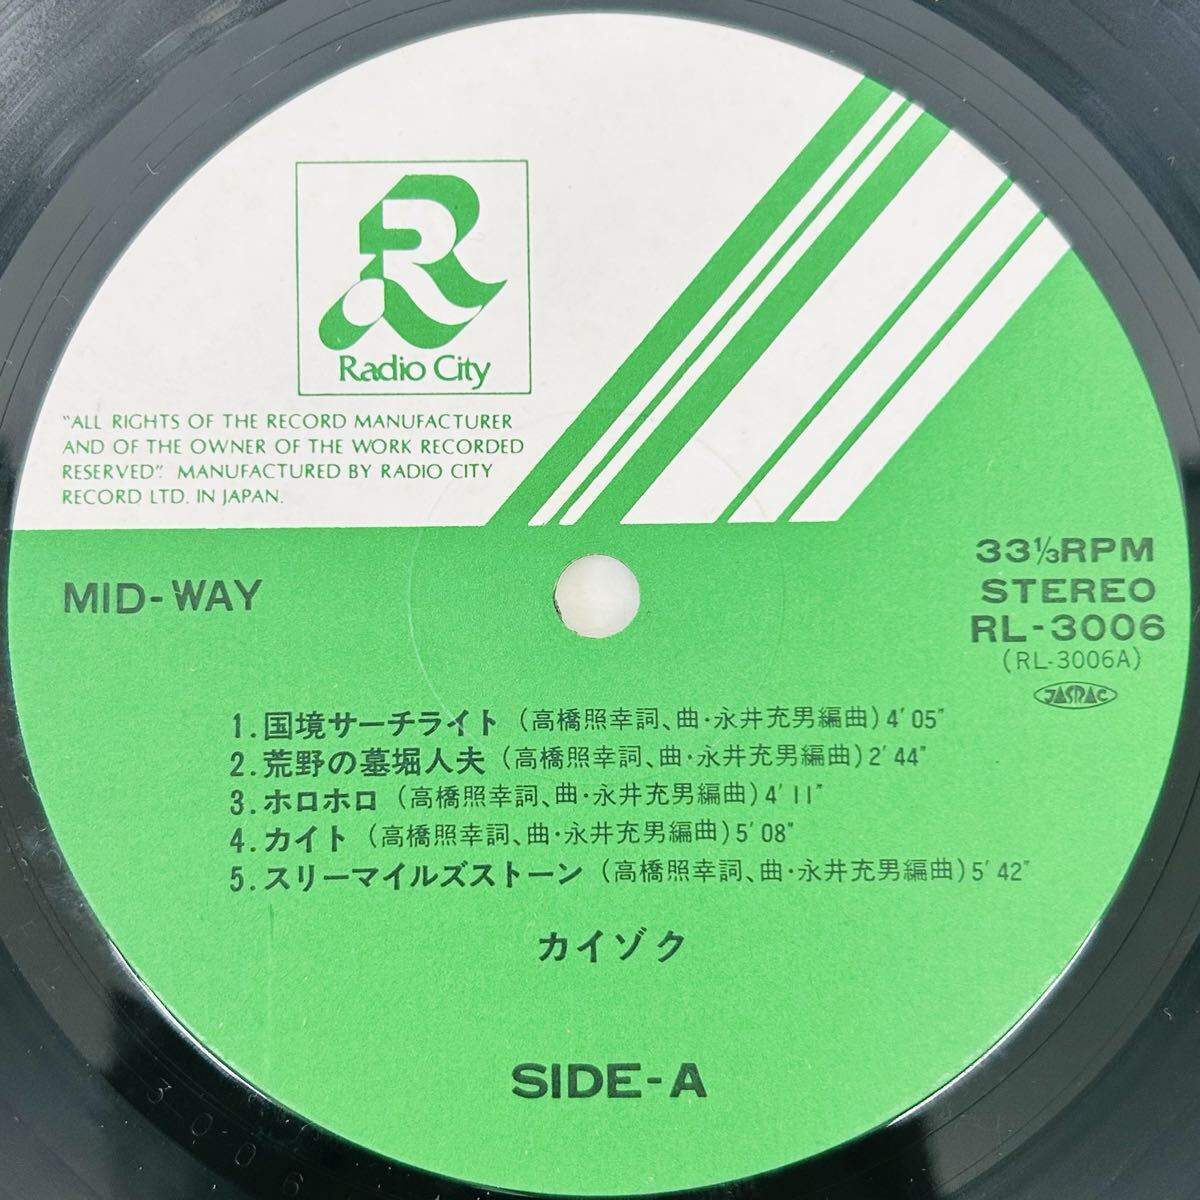 Radio City
"ALL RIGHTS OF THE RECORD MANUFACTURER
AND OF THE OWNER OF THE WORK RECORDED
RESERVED". MANUFACTURED BY RADIO CITY
RECORD LTD. IN JAPAN.
MID-WAY
33⅓RPM
STEREO
RL-3006
(RL-3006A)
JASRAC
1.国境サーチライト (高橋照幸詞、曲・永井充男編曲)4'05"
2.荒野の墓堀人夫 (高橋照幸詞、曲・永井充男編曲)2'44"
3.ホロホロ (高橋照幸詞、曲・永井充男編曲)4'11"
4.カイト (高橋照幸詞、曲・永井充男編曲)5'08"
5.スリーマイルズストーン (高橋照幸詞、曲・永井充男編曲)5'42"
カイゾク
SIDE-A